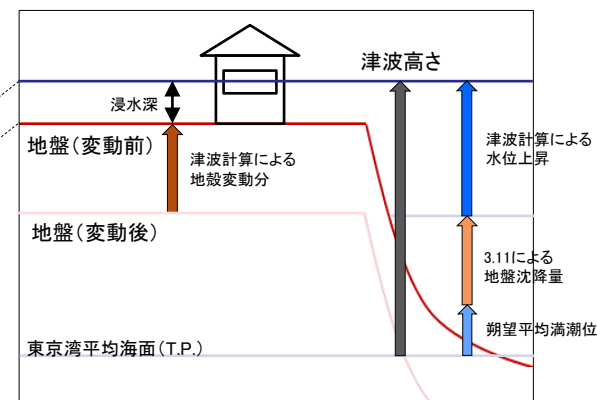 津波高さ
浸水深
地盤(変動前)
津波計算による
地殻変動分
津波計算による
水位上昇
地盤(変動後)
3.11による
地盤沈降量
朔望平均満潮位
東京湾平均海面(T.P.)